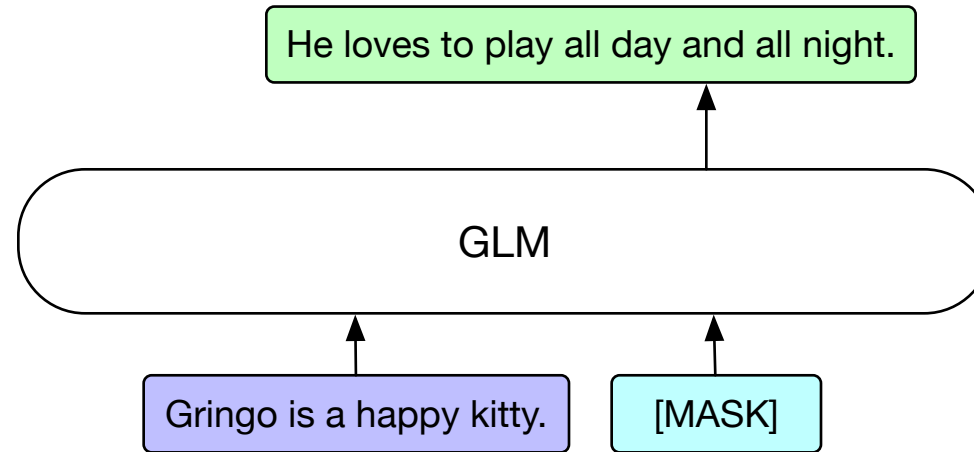 He loves to play all day and all night.
GLM
Gringo is a happy kitty.
[MASK]